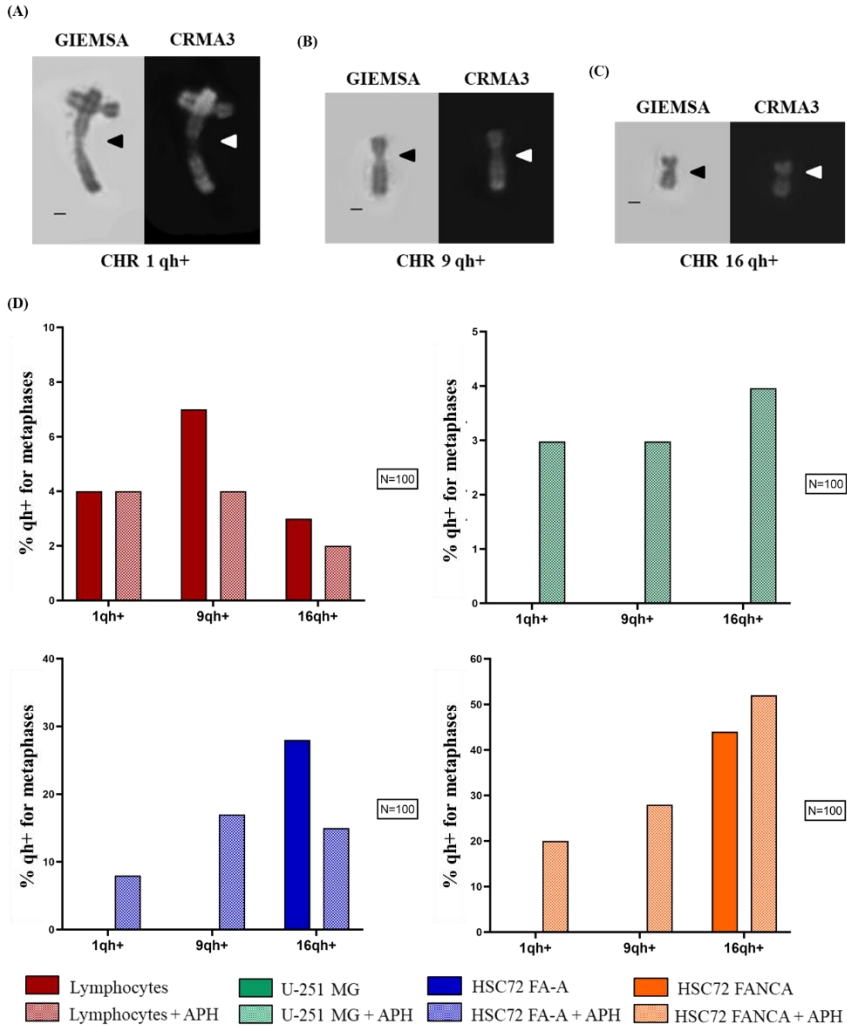 (A)
GIEMSA CRMA3
CHR 1 qh+
(B)
GIEMSA CRMA3
CHR 9 qh+
(C)
GIEMSA CRMA3
CHR 16 qh+
(D)
% qh+ for metaphases
10
8
6
4
2
0
1qh+ 9qh+ 16qh+
N=100
% qh+ for metaphases
5
4
3
2
1
0
1qh+ 9qh+ 16qh+
N=100
% qh+ for metaphases
40
30
20
10
0
1qh+ 9qh+ 16qh+
N=100
% qh+ for metaphases
60
50
40
30
20
10
0
1qh+ 9qh+ 16qh+
N=100
Lymphocytes U-251 MG HSC72 FA-A HSC72 FANCA
Lymphocytes + APH U-251 MG + APH HSC72 FA-A + APH HSC72 FANCA + APH